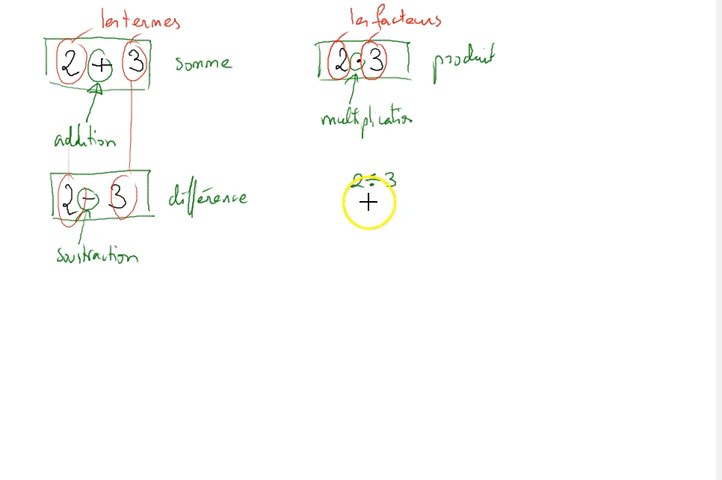 les termes
2 + 3 somme
addition
2 - 3 différence
soustraction
les facteurs
2 · 3 produit
multiplication
2 ÷ 3